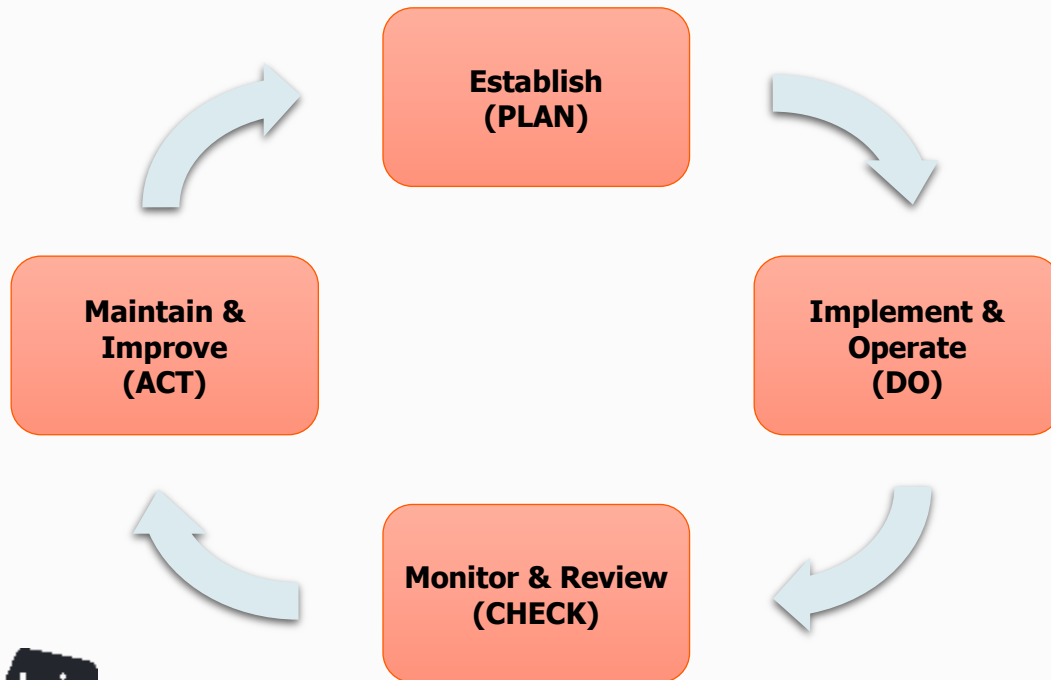 Establish
(PLAN)
Maintain &
Improve
(ACT)
Implement &
Operate
(DO)
Monitor & Review
(CHECK)